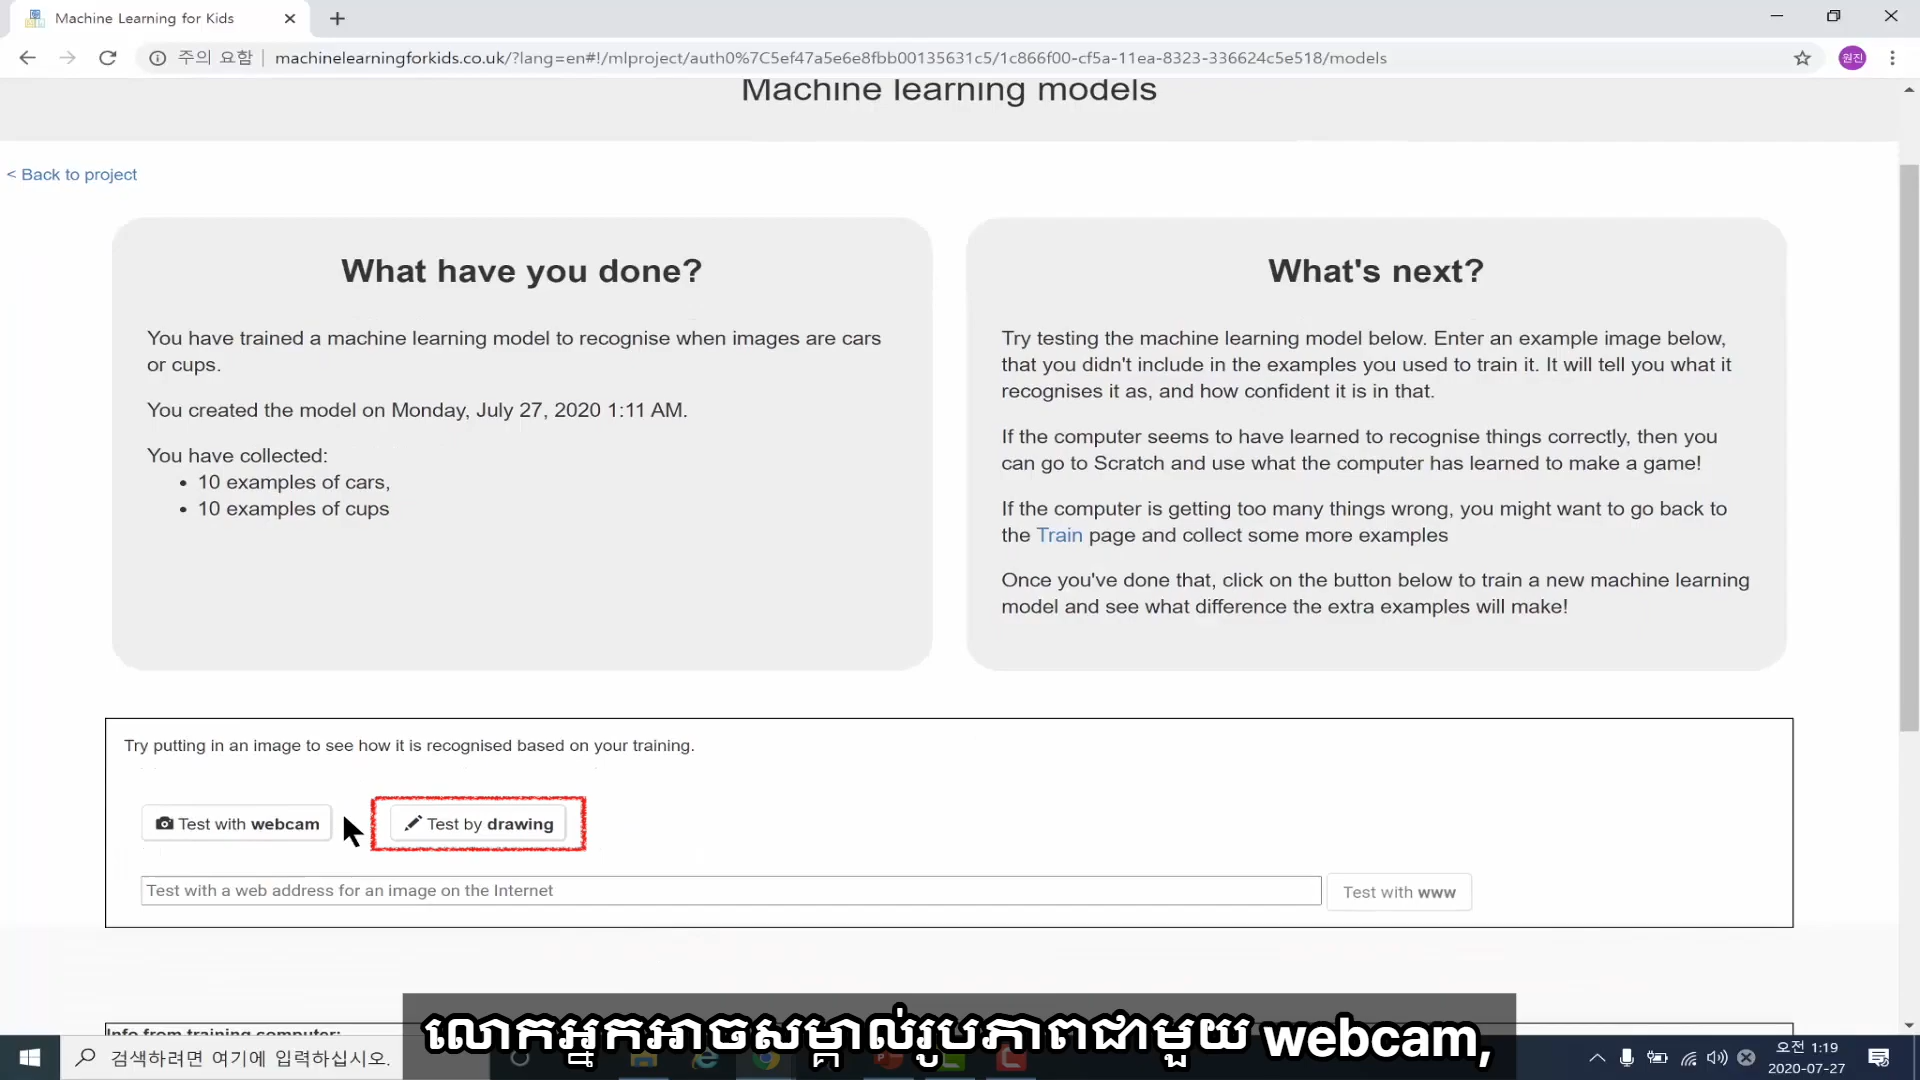 Machine Learning for Kids
주의 요함
machinelearningforkids.co.uk/?lang=en#!/mlproject/auth0%7C5ef47a5e6e8fbb00135631c5/1c866f00-cf5a-11ea-8323-336624c5e518/models
원진
Machine learning models
< Back to project
What have you done?
You have trained a machine learning model to recognise when images are cars
or cups.
You created the model on Monday, July 27, 2020 1:11 AM.
You have collected:
• 10 examples of cars,
• 10 examples of cups
What's next?
Try testing the machine learning model below. Enter an example image below,
that you didn't include in the examples you used to train it. It will tell you what it
recognises it as, and how confident it is in that.
If the computer seems to have learned to recognise things correctly, then you
can go to Scratch and use what the computer has learned to make a game!
If the computer is getting too many things wrong, you might want to go back to
the Train page and collect some more examples
Once you've done that, click on the button below to train a new machine learning
model and see what difference the extra examples will make!
Try putting in an image to see how it is recognised based on your training.
Test with webcam
Test by drawing
Test with a web address for an image on the Internet
Test with www
Info from training computer:
លោកអ្នកអាចសម្គាល់រូបភាពជាមួយ webcam,
검색하려면 여기에 입력하십시오.
오전 1:19
2020-07-27